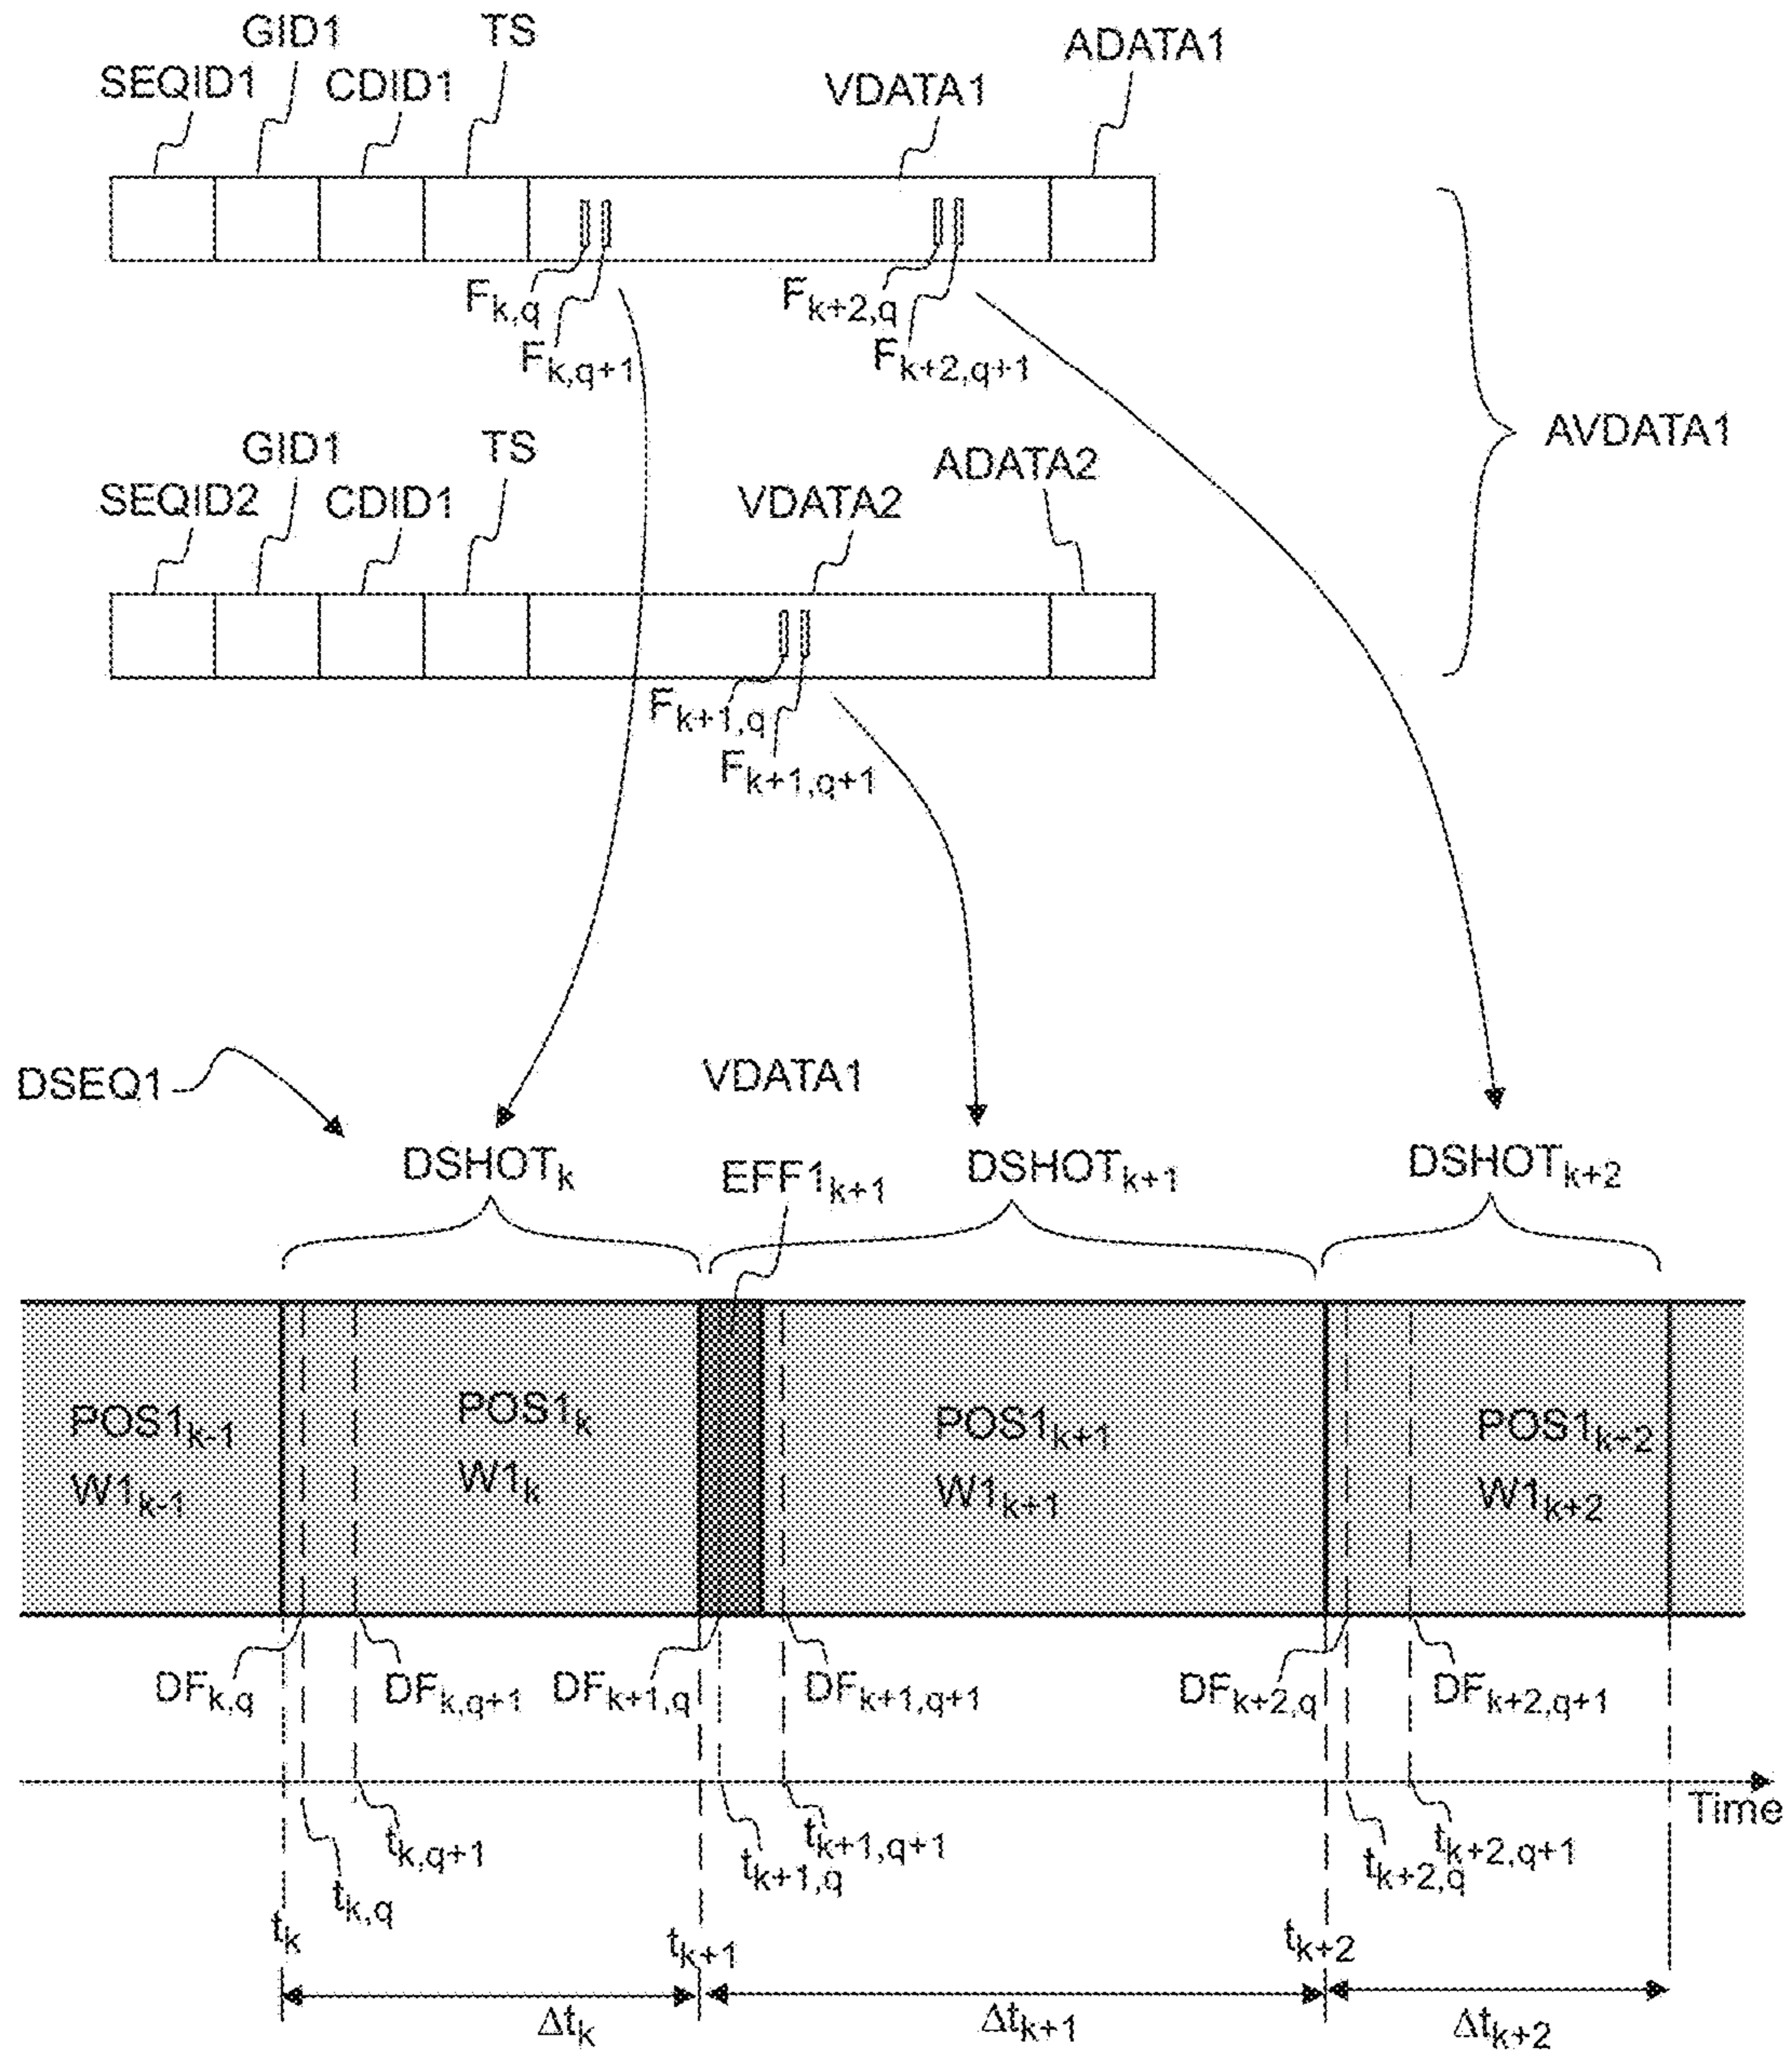 GID1
TS
ADATA1
SEQID1
CDID1
VDATA1
Fk,q
Fk+2,q
Fk,q+1
Fk+2,q+1
AVDATA1
GID1
TS
ADATA2
SEQID2
CDID1
VDATA2
Fk+1,q
Fk+1,q+1
VDATA1
DSEQ1
DSHOTk
EFF1k+1
DSHOTk+1
DSHOTk+2
POS1k-1
W1k-1
POS1k
W1k
POS1k+1
W1k+1
POS1k-2
W1k+2
DFk,q
DFk,q+1
DFk+1,q
DFk+1,q+1
DFk+2,q
DFk+2,q+1
Time
tk,q+1
tk+1,q+1
tk+2,q+1
tk,q
tk+1,q
tk+2,q
tk
tk+1
tk+2
Δtk
Δtk+1
Δtk+2